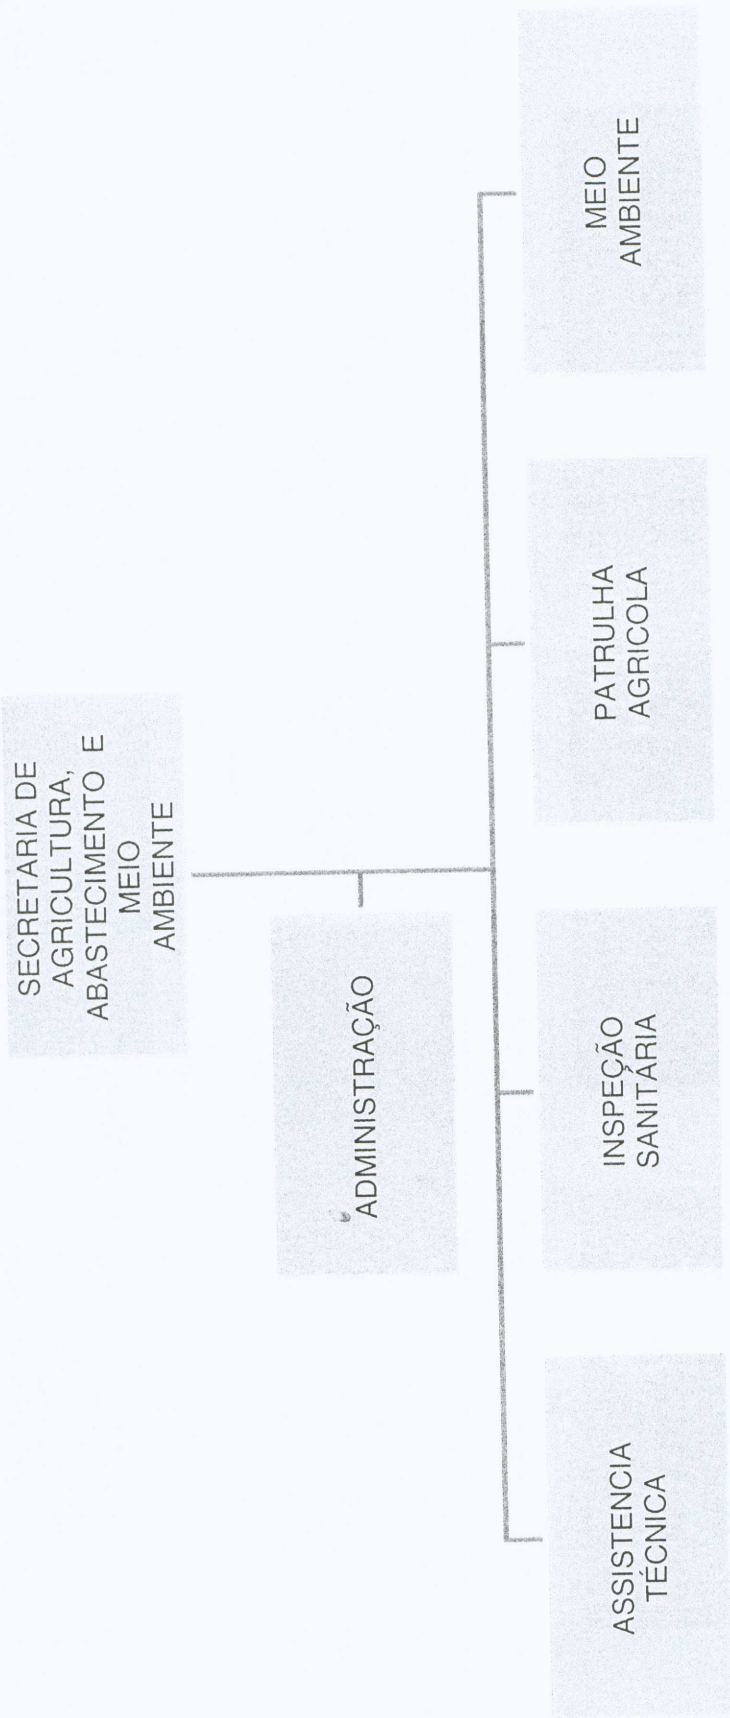 SECRETARIA DE
AGRICULTURA,
ABASTECIMENTO E
MEIO
AMBIENTE
ADMINISTRAÇÃO
ASSISTENCIA
TÉCNICA
INSPEÇÃO
SANITÁRIA
PATRULHA
AGRICOLA
MEIO
AMBIENTE